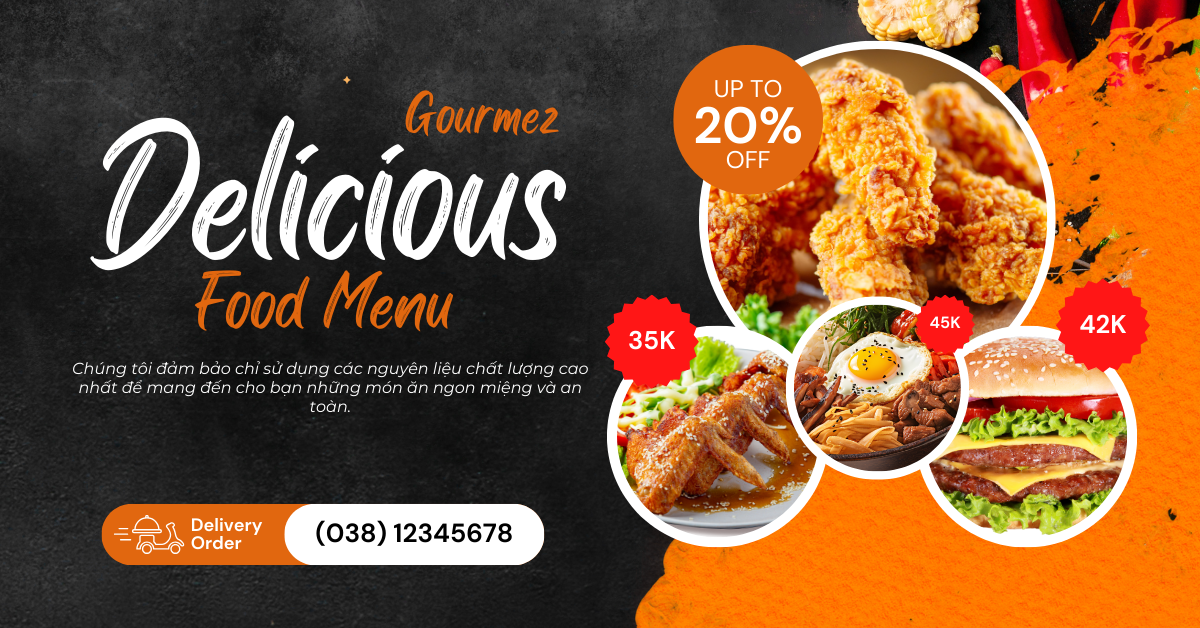 Gourmez
Delicious
Food Menu
Chúng tôi đảm bảo chỉ sử dụng các nguyên liệu chất lượng cao
nhất để mang đến cho bạn những món ăn ngon miệng và an
toàn.
Delivery
Order
(038) 12345678
UP TO
20%
OFF
35K
45K
42K